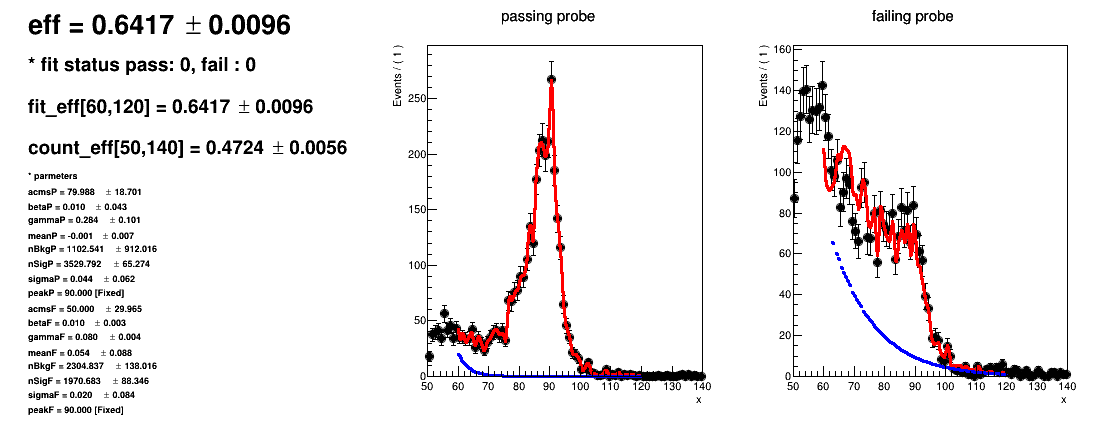 eff = 0.6417 ± 0.0096
* fit status pass: 0, fail : 0
fit_eff[60,120] = 0.6417 ± 0.0096
count_eff[50,140] = 0.4724 ± 0.0056
* parmeters
acmsP = 79.988 ± 18.701
betaP = 0.010 ± 0.043
gammaP = 0.284 ± 0.101
meanP = -0.001 ± 0.007
nBkgP = 1102.541 ± 912.016
nSigP = 3529.792 ± 65.274
sigmaP = 0.044 ± 0.062
peakP = 90.000 [Fixed]
acmsF = 50.000 ± 29.965
betaF = 0.010 ± 0.003
gammaF = 0.080 ± 0.004
meanF = 0.054 ± 0.088
nBkgF = 2304.837 ± 138.016
nSigF = 1970.683 ± 88.346
sigmaF = 0.020 ± 0.084
peakF = 90.000 [Fixed]
passing probe
Events / ( 1 )
250
200
150
100
50
0
50 60 70 80 90 100 110 120 130 140
x
failing probe
Events / ( 1 )
160
140
120
100
80
60
40
20
0
50 60 70 80 90 100 110 120 130 140
x